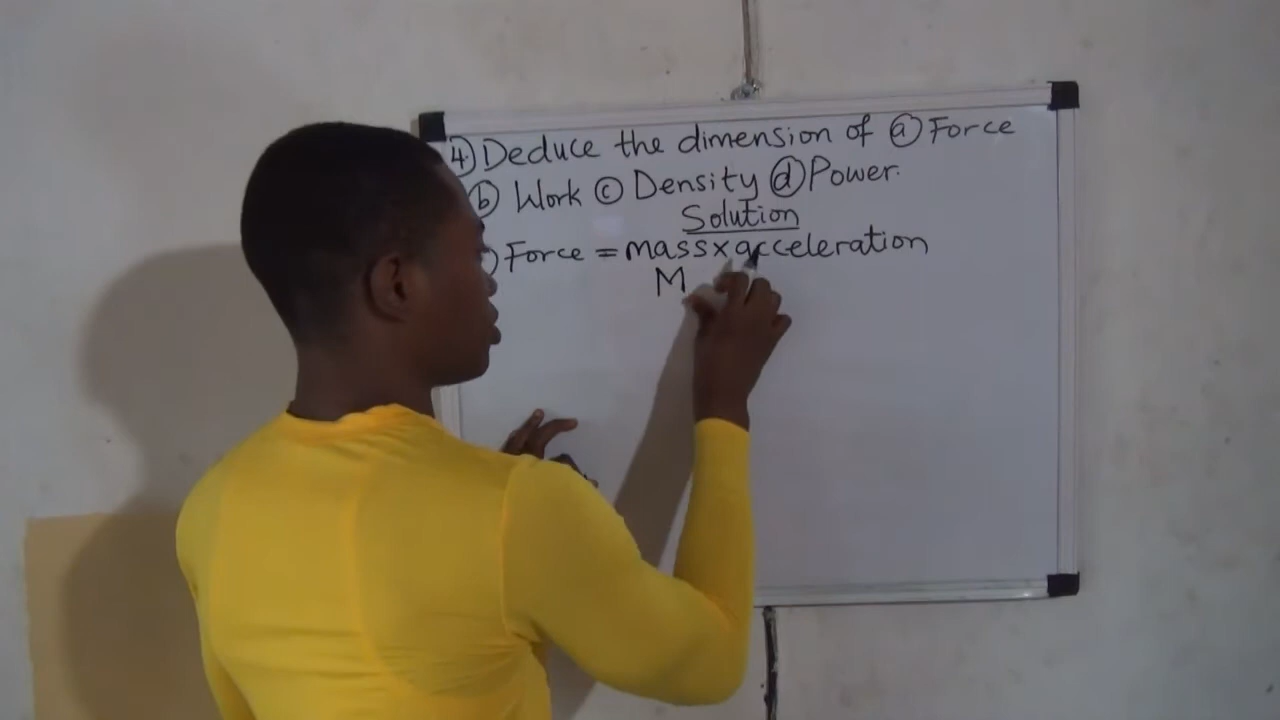 ④ Deduce the dimension of ⓐ Force
ⓑ Work ⓒ Density ⓓ Power.
Solution
) Force = mass x acceleration
M